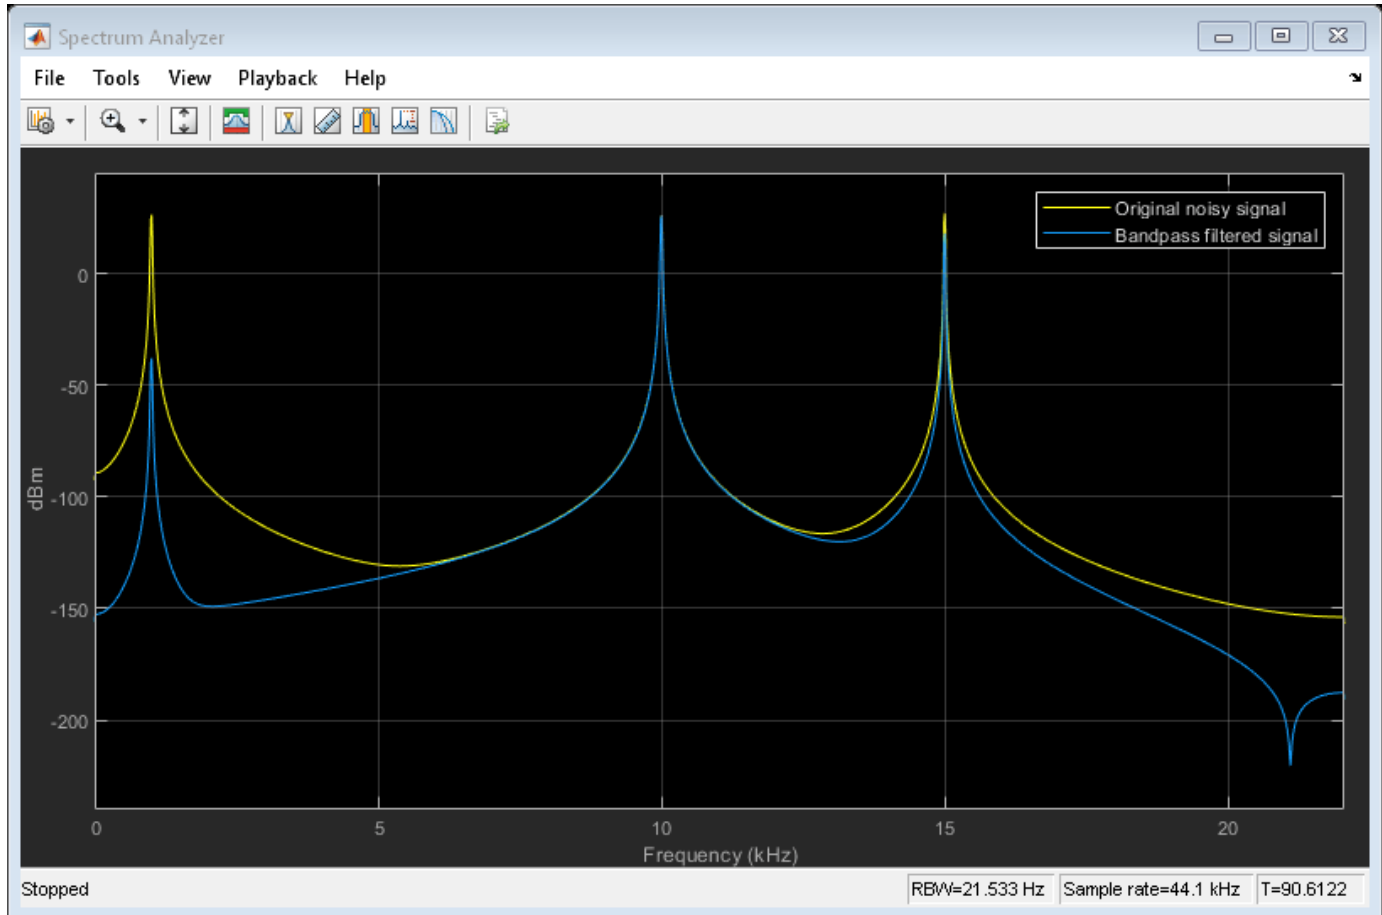 Spectrum Analyzer
File Tools View Playback Help
Original noisy signal
Bandpass filtered signal
0
-50
-100
-150
-200
dBm
0 5 10 15 20
Frequency (kHz)
Stopped RBW=21.533 Hz Sample rate=44.1 kHz T=90.6122